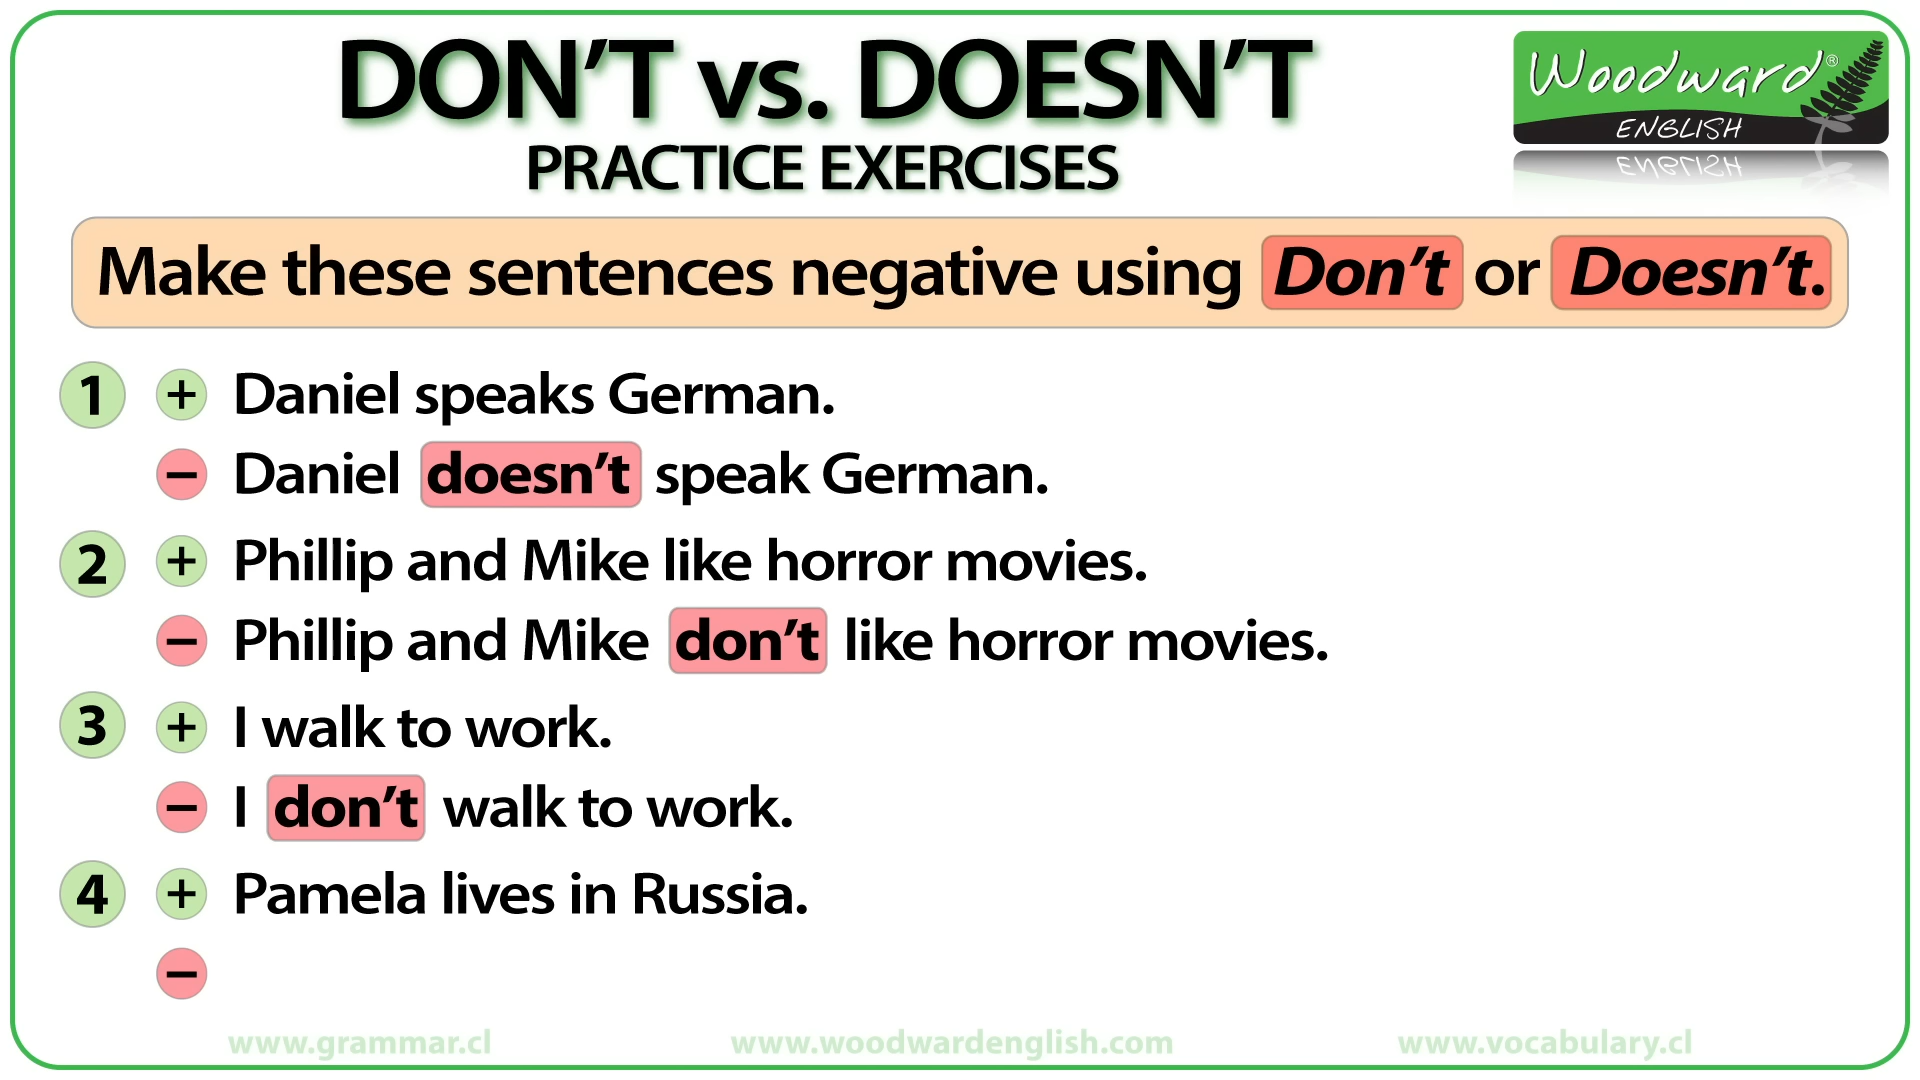 DON’T vs. DOESN’T
Woodward®
ENGLISH
PRACTICE EXERCISES
Make these sentences negative using Don’t or Doesn’t.
1 + Daniel speaks German.
− Daniel doesn’t speak German.
2 + Phillip and Mike like horror movies.
− Phillip and Mike don’t like horror movies.
3 + I walk to work.
− I don’t walk to work.
4 + Pamela lives in Russia.
−
www.grammar.cl www.woodwardenglish.com www.vocabulary.cl